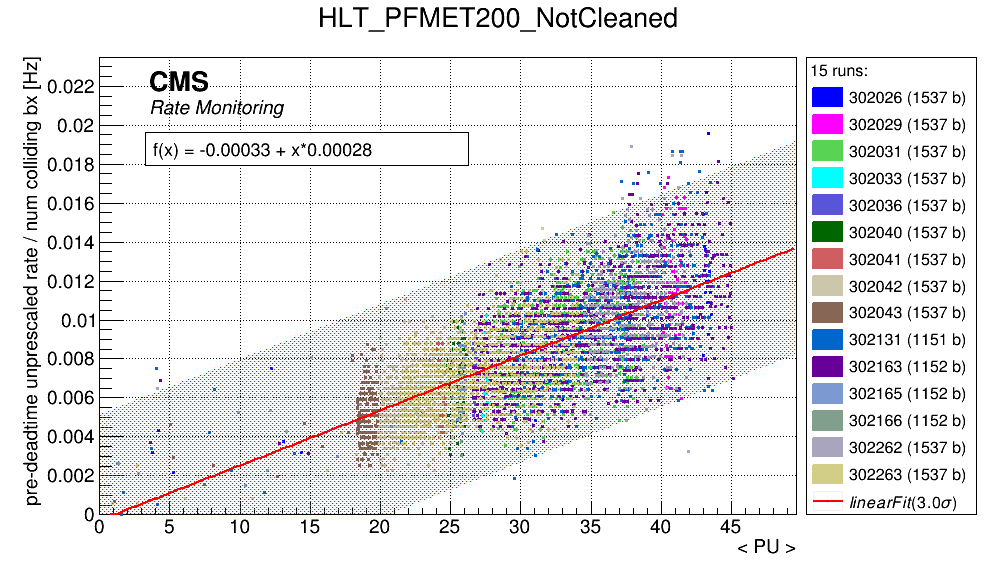 HLT_PFMET200_NotCleaned
pre-deadtime unprescaled rate / num colliding bx [Hz]
CMS
Rate Monitoring
f(x) = -0.00033 + x*0.00028
0.022
0.02
0.018
0.016
0.014
0.012
0.01
0.008
0.006
0.004
0.002
0
0 5 10 15 20 25 30 35 40 45
< PU >
15 runs:
302026 (1537 b)
302029 (1537 b)
302031 (1537 b)
302033 (1537 b)
302036 (1537 b)
302040 (1537 b)
302041 (1537 b)
302042 (1537 b)
302043 (1537 b)
302131 (1151 b)
302163 (1152 b)
302165 (1152 b)
302166 (1152 b)
302262 (1537 b)
302263 (1537 b)
linearFit(3.0σ)